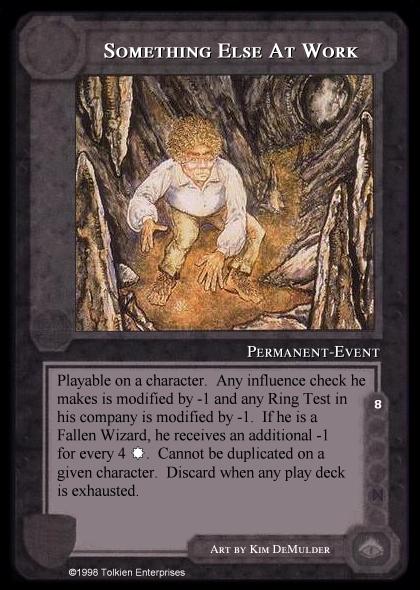 Something Else At Work
Permanent-Event
Playable on a character. Any influence check he
makes is modified by -1 and any Ring Test in
his company is modified by -1. If he is a
Fallen Wizard, he receives an additional -1
for every 4 . Cannot be duplicated on a
given character. Discard when any play deck
is exhausted.
8
Art by Kim DeMulder
©1998 Tolkien Enterprises